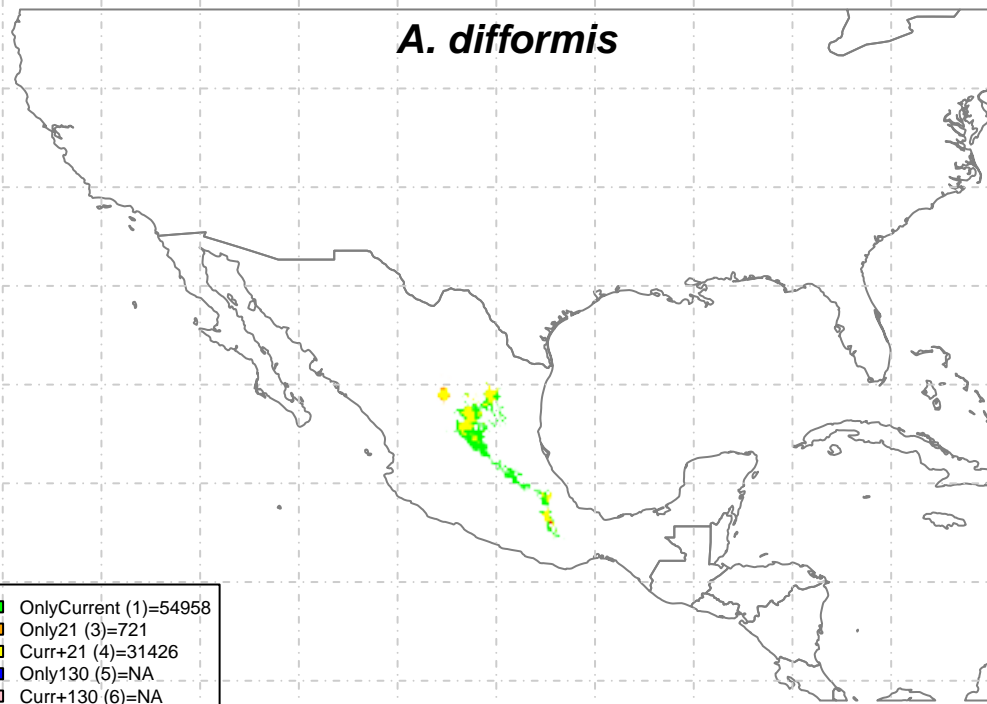 A. difformis
OnlyCurrent (1)=54958
Only21 (3)=721
Curr+21 (4)=31426
Only130 (5)=NA
Curr+130 (6)=NA